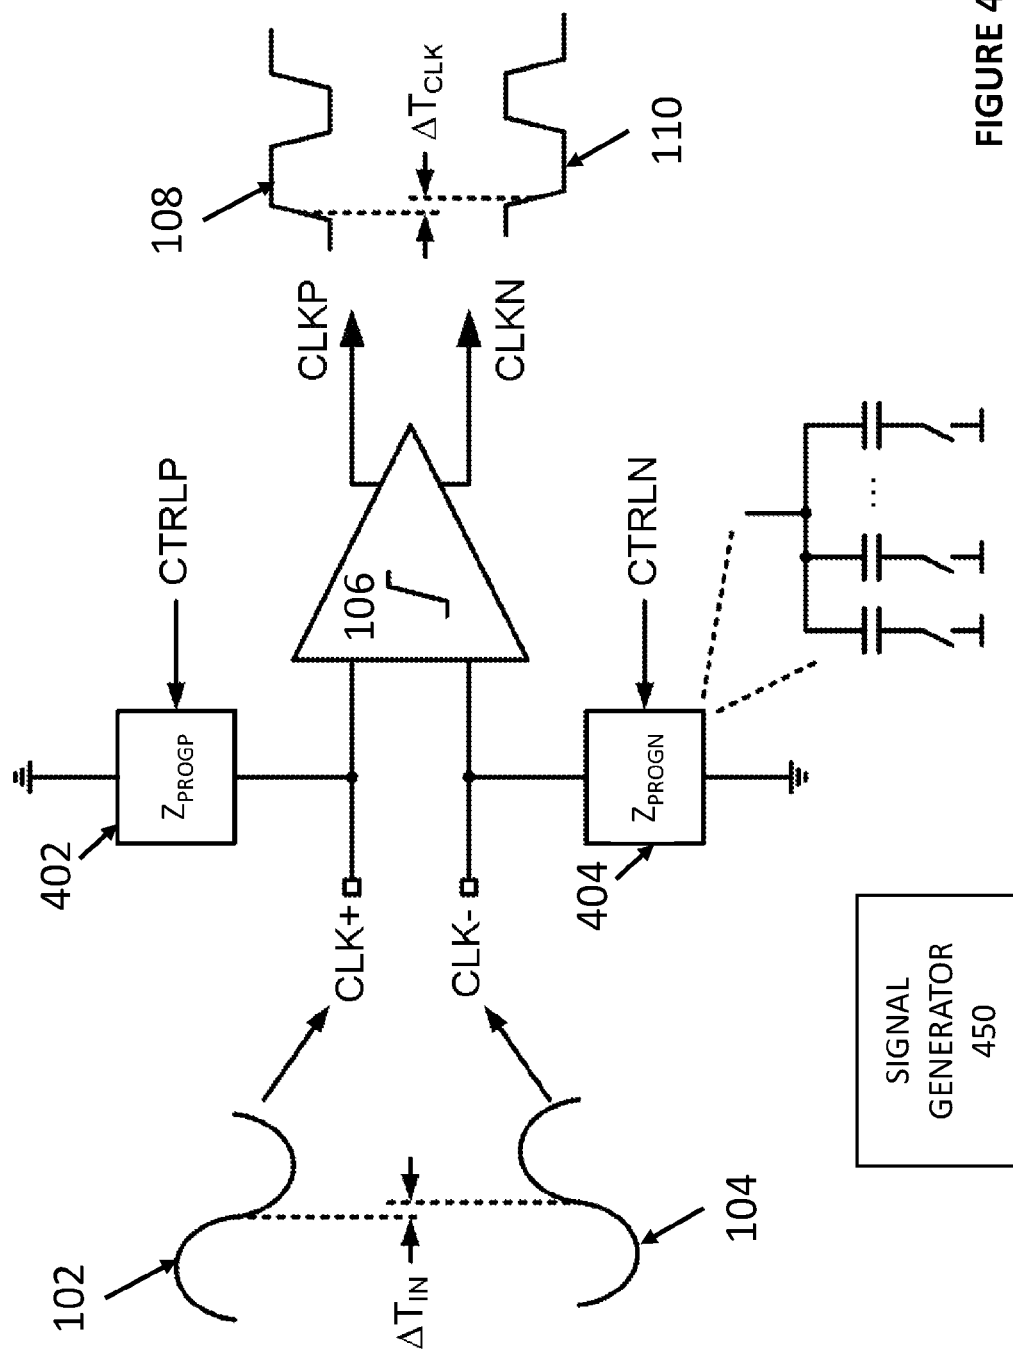 102
ΔT_IN
104
CLK+
CLK-
402
Z_PROGP
CTRLP
404
Z_PROGN
CTRLN
106
CLKP
CLKN
108
ΔT_CLK
110
...
SIGNAL
GENERATOR
450
FIGURE 4